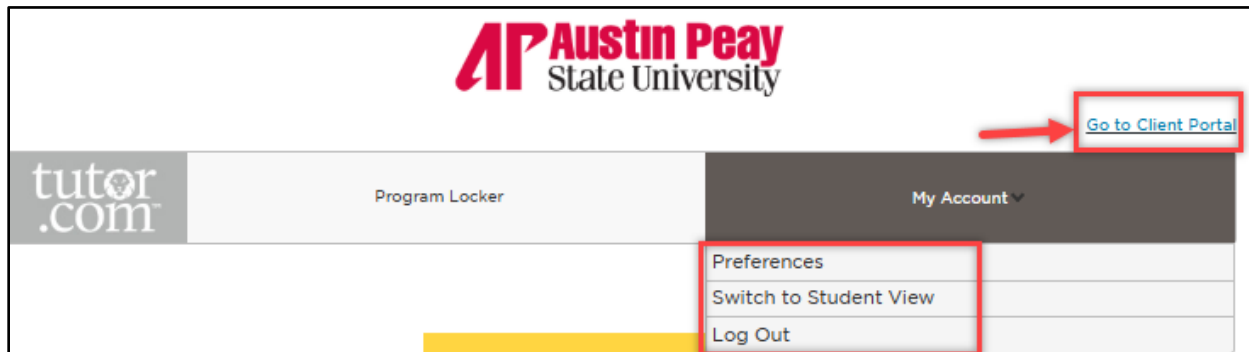 AP Austin Peay
State University
Go to Client Portal
tutor
.com
Program Locker
My Account
Preferences
Switch to Student View
Log Out